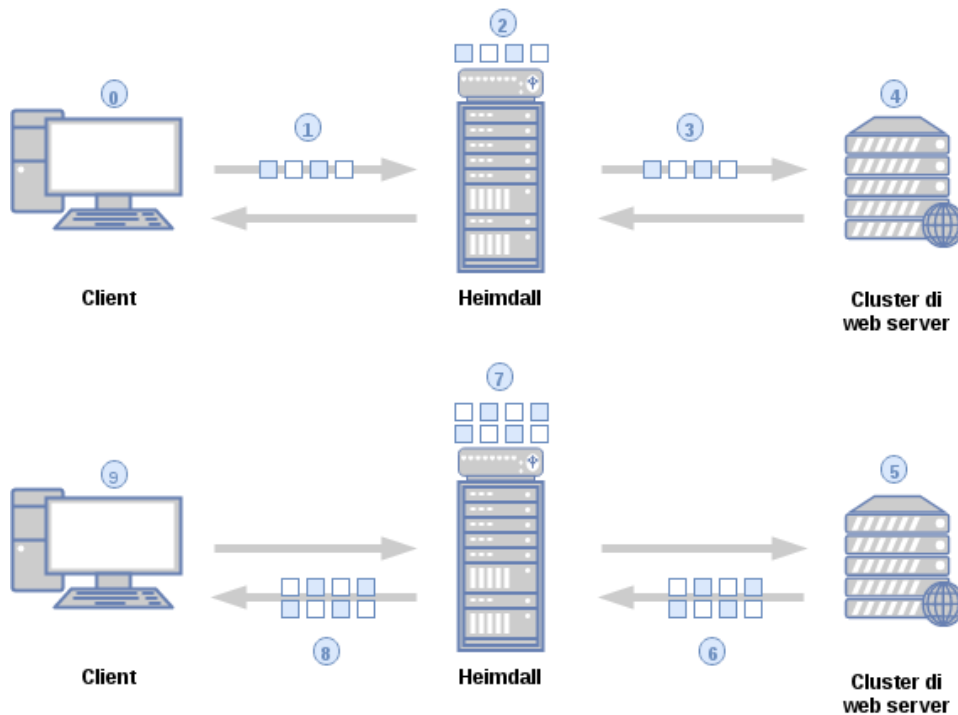 2
0
4
1
3
Client
Heimdall
Cluster di
web server
7
9
5
8
6
Client
Heimdall
Cluster di
web server